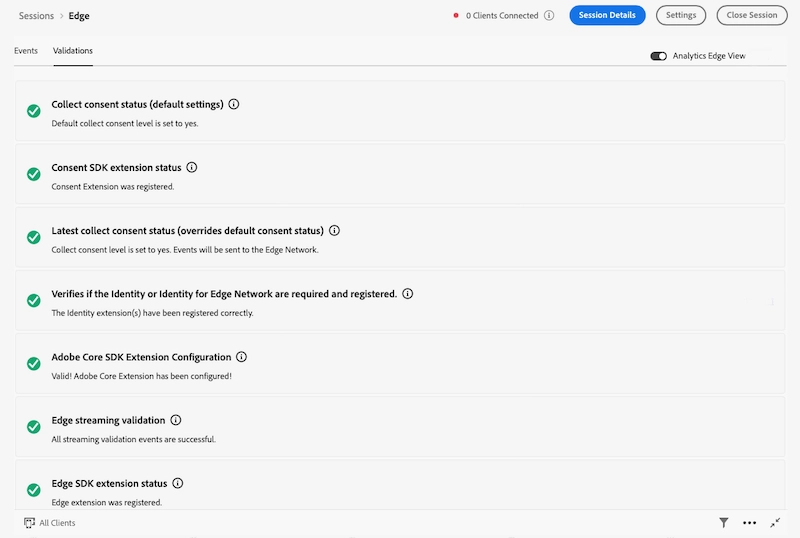 Sessions > Edge
0 Clients Connected
Session Details
Settings
Close Session
Events
Validations
Analytics Edge View
Collect consent status (default settings)
Default collect consent level is set to yes.
Consent SDK extension status
Consent Extension was registered.
Latest collect consent status (overrides default consent status)
Collect consent level is set to yes. Events will be sent to the Edge Network.
Verifies if the Identity or Identity for Edge Network are required and registered.
The Identity extension(s) have been registered correctly.
Adobe Core SDK Extension Configuration
Valid! Adobe Core Extension has been configured!
Edge streaming validation
All streaming validation events are successful.
Edge SDK extension status
Edge extension was registered.
All Clients